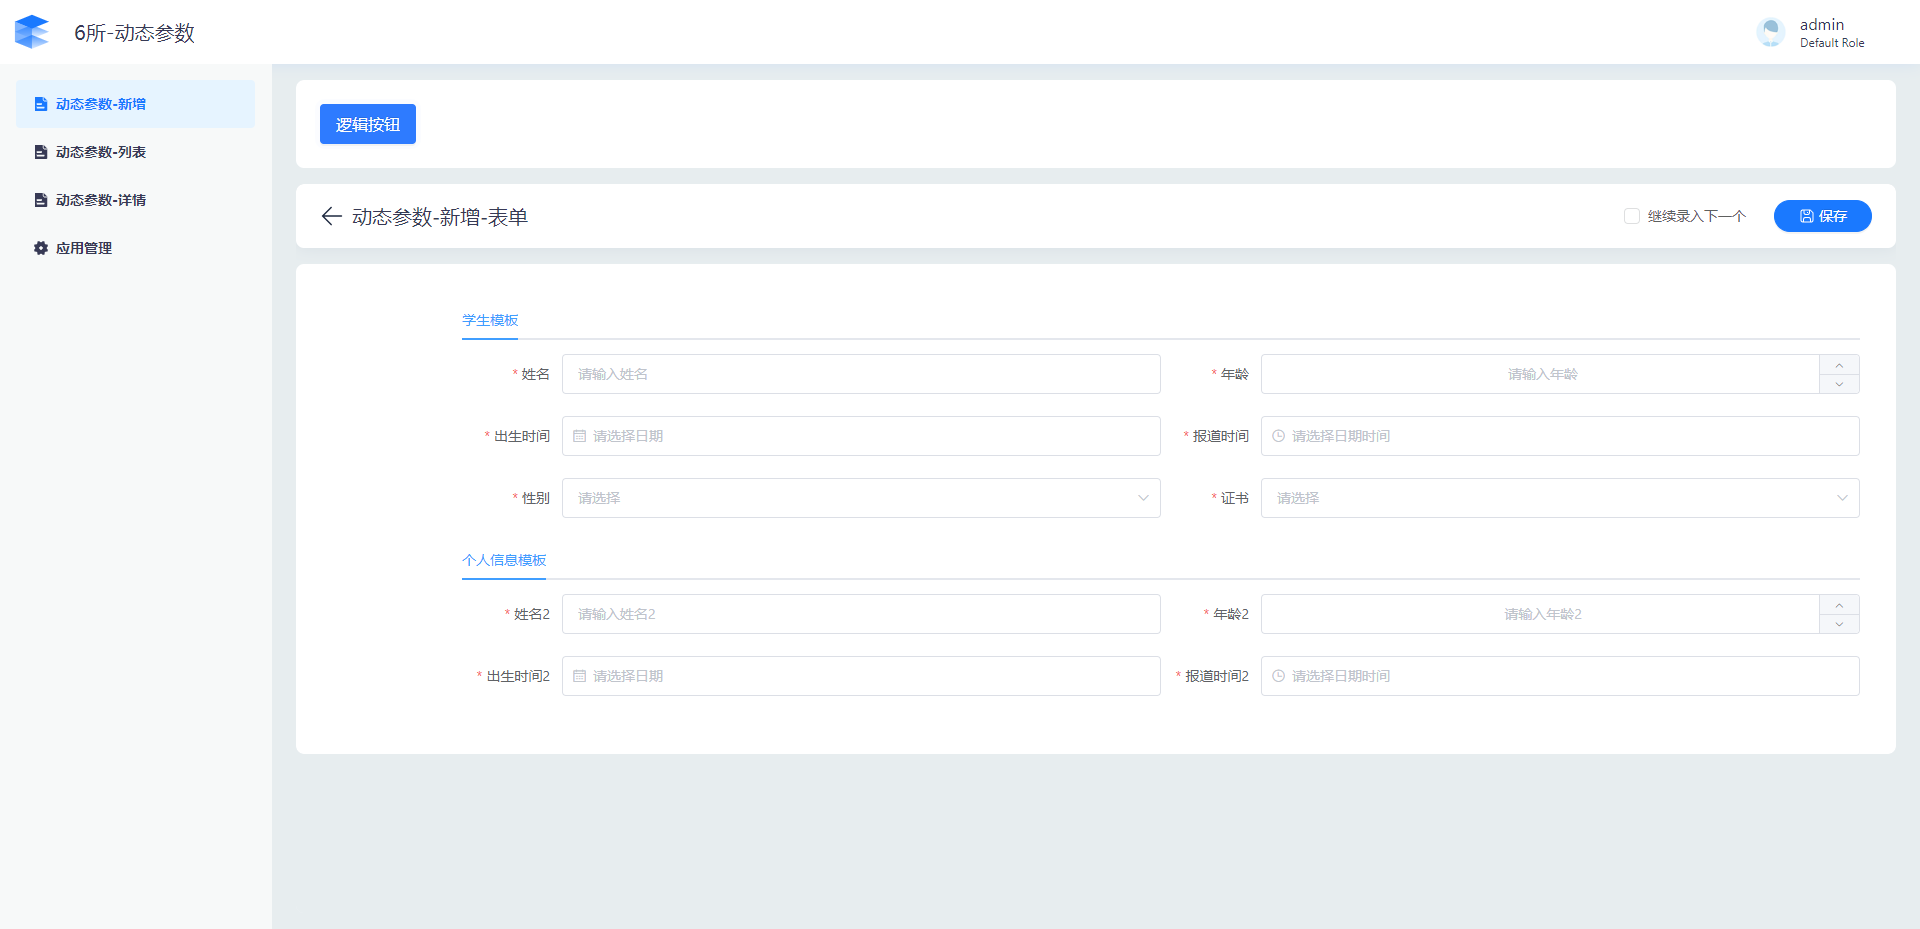 6所-动态参数
admin
Default Role
动态参数-新增
动态参数-列表
动态参数-详情
应用管理
逻辑按钮
动态参数-新增-表单
继续录入下一个
保存
学生模板
* 姓名 请输入姓名
* 年龄 请输入年龄
* 出生时间 请选择日期
* 报道时间 请选择日期时间
* 性别 请选择
* 证书 请选择
个人信息模板
* 姓名2 请输入姓名2
* 年龄2 请输入年龄2
* 出生时间2 请选择日期
* 报道时间2 请选择日期时间